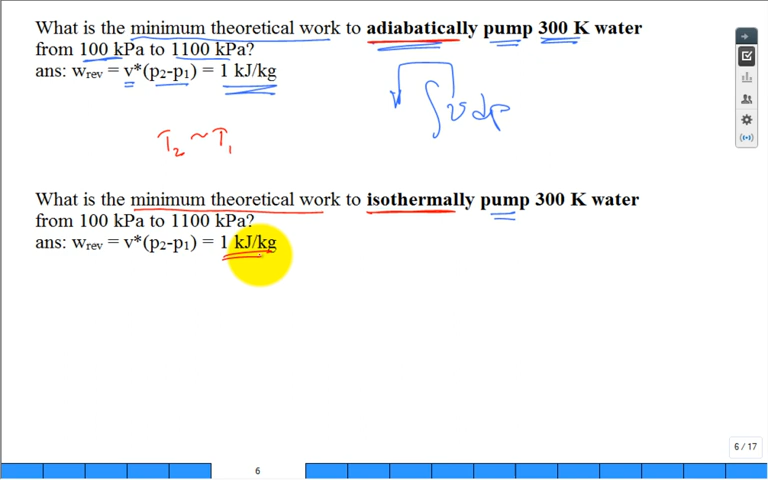 What is the minimum theoretical work to adiabatically pump 300 K water
from 100 kPa to 1100 kPa?
ans: wrev = v*(p2-p1) = 1 kJ/kg
∫ v dp
T2 ~ T1
What is the minimum theoretical work to isothermally pump 300 K water
from 100 kPa to 1100 kPa?
ans: wrev = v*(p2-p1) = 1 kJ/kg
6 / 17
6